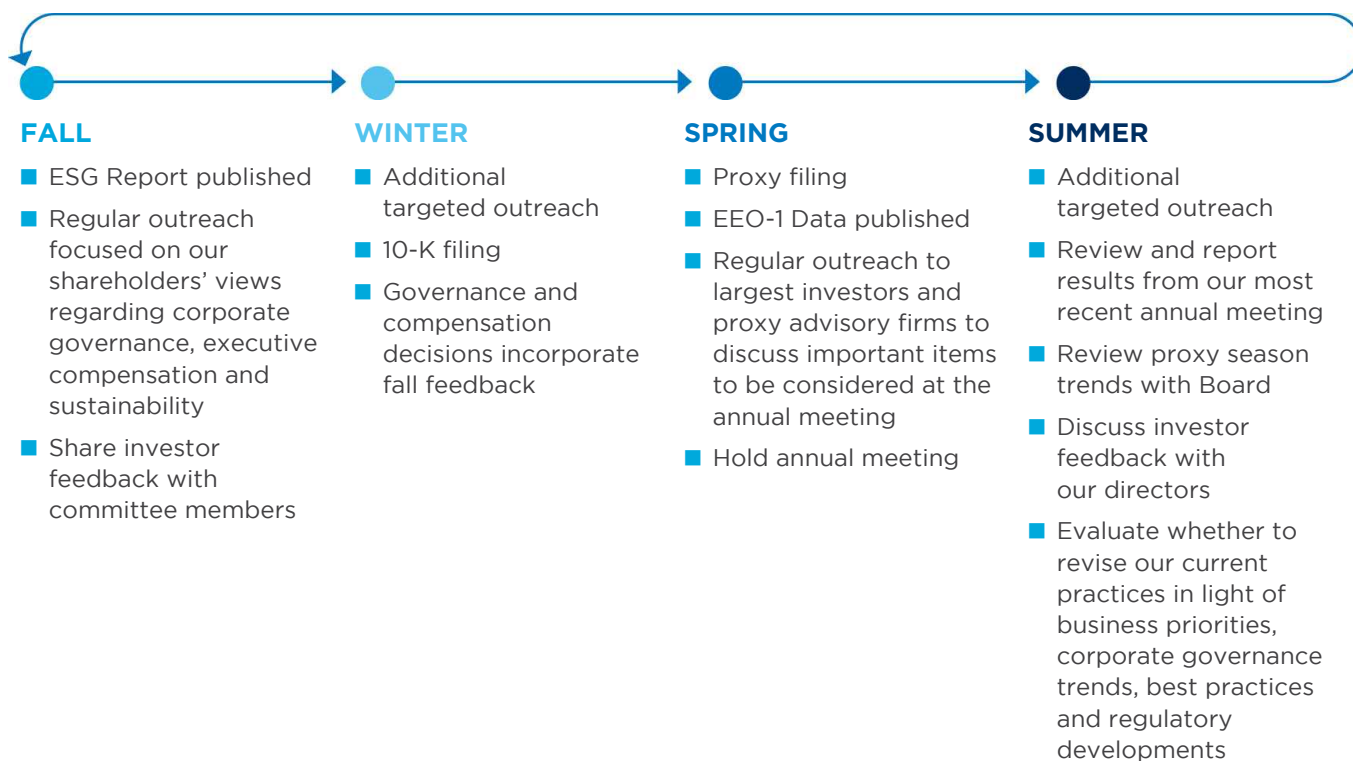 FALL
ESG Report published
Regular outreach
focused on our
shareholders’ views
regarding corporate
governance, executive
compensation and
sustainability
Share investor
feedback with
committee members
WINTER
Additional
targeted outreach
10-K filing
Governance and
compensation
decisions incorporate
fall feedback
SPRING
Proxy filing
EEO-1 Data published
Regular outreach to
largest investors and
proxy advisory firms to
discuss important items
to be considered at the
annual meeting
Hold annual meeting
SUMMER
Additional
targeted outreach
Review and report
results from our most
recent annual meeting
Review proxy season
trends with Board
Discuss investor
feedback with
our directors
Evaluate whether to
revise our current
practices in light of
business priorities,
corporate governance
trends, best practices
and regulatory
developments